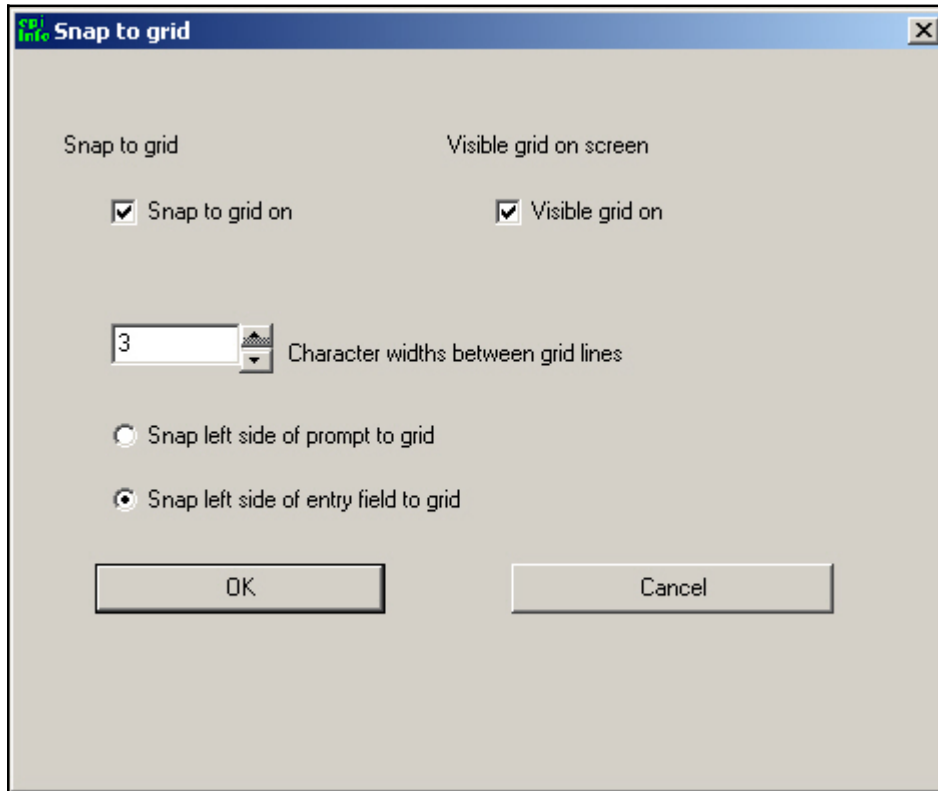 epi
info
Snap to grid
Snap to grid
Visible grid on screen
Snap to grid on
Visible grid on
3
Character widths between grid lines
Snap left side of prompt to grid
Snap left side of entry field to grid
OK
Cancel